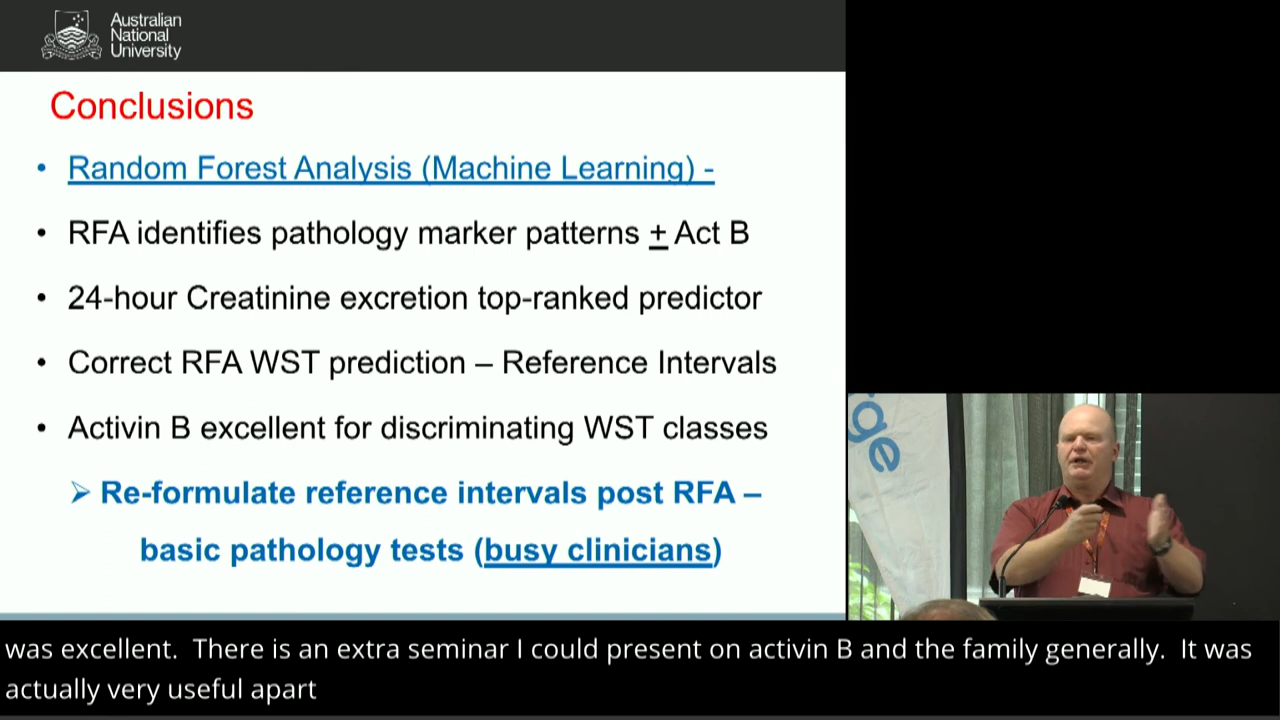 Australian
National
University
Conclusions
• Random Forest Analysis (Machine Learning) -
• RFA identifies pathology marker patterns + Act B
• 24-hour Creatinine excretion top-ranked predictor
• Correct RFA WST prediction – Reference Intervals
• Activin B excellent for discriminating WST classes
➢ Re-formulate reference intervals post RFA –
basic pathology tests (busy clinicians)
rge
was excellent.  There is an extra seminar I could present on activin B and the family generally.  It was
actually very useful apart